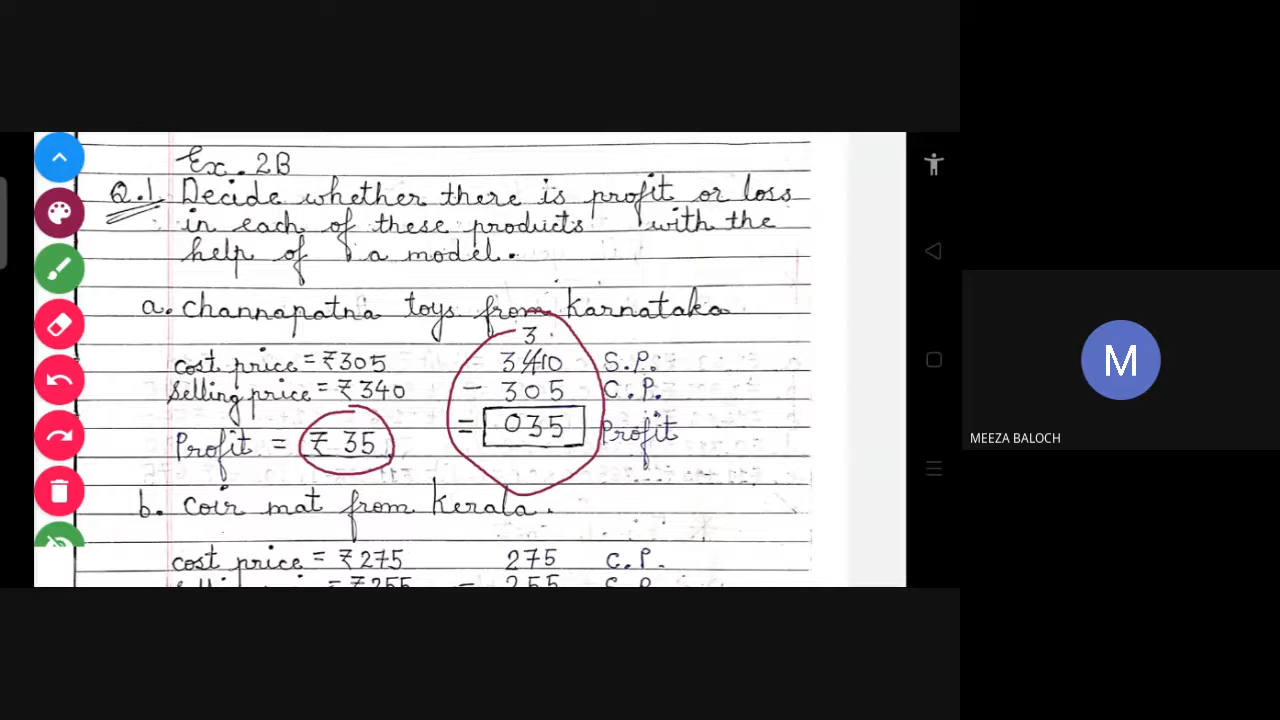 Ex. 2B
Q.1 Decide whether there is profit or loss
in each of these products with the
help of a model.
a. Channapatna toys from Karnataka
3
cost price = ₹305 3410 S.P.
Selling price = ₹340 - 305 C.P.
Profit = ₹ 35 = 035 Profit
b. Coir mat from Kerala.
cost price = ₹275 275 C.P.
₹255 255
M
MEEZA BALOCH